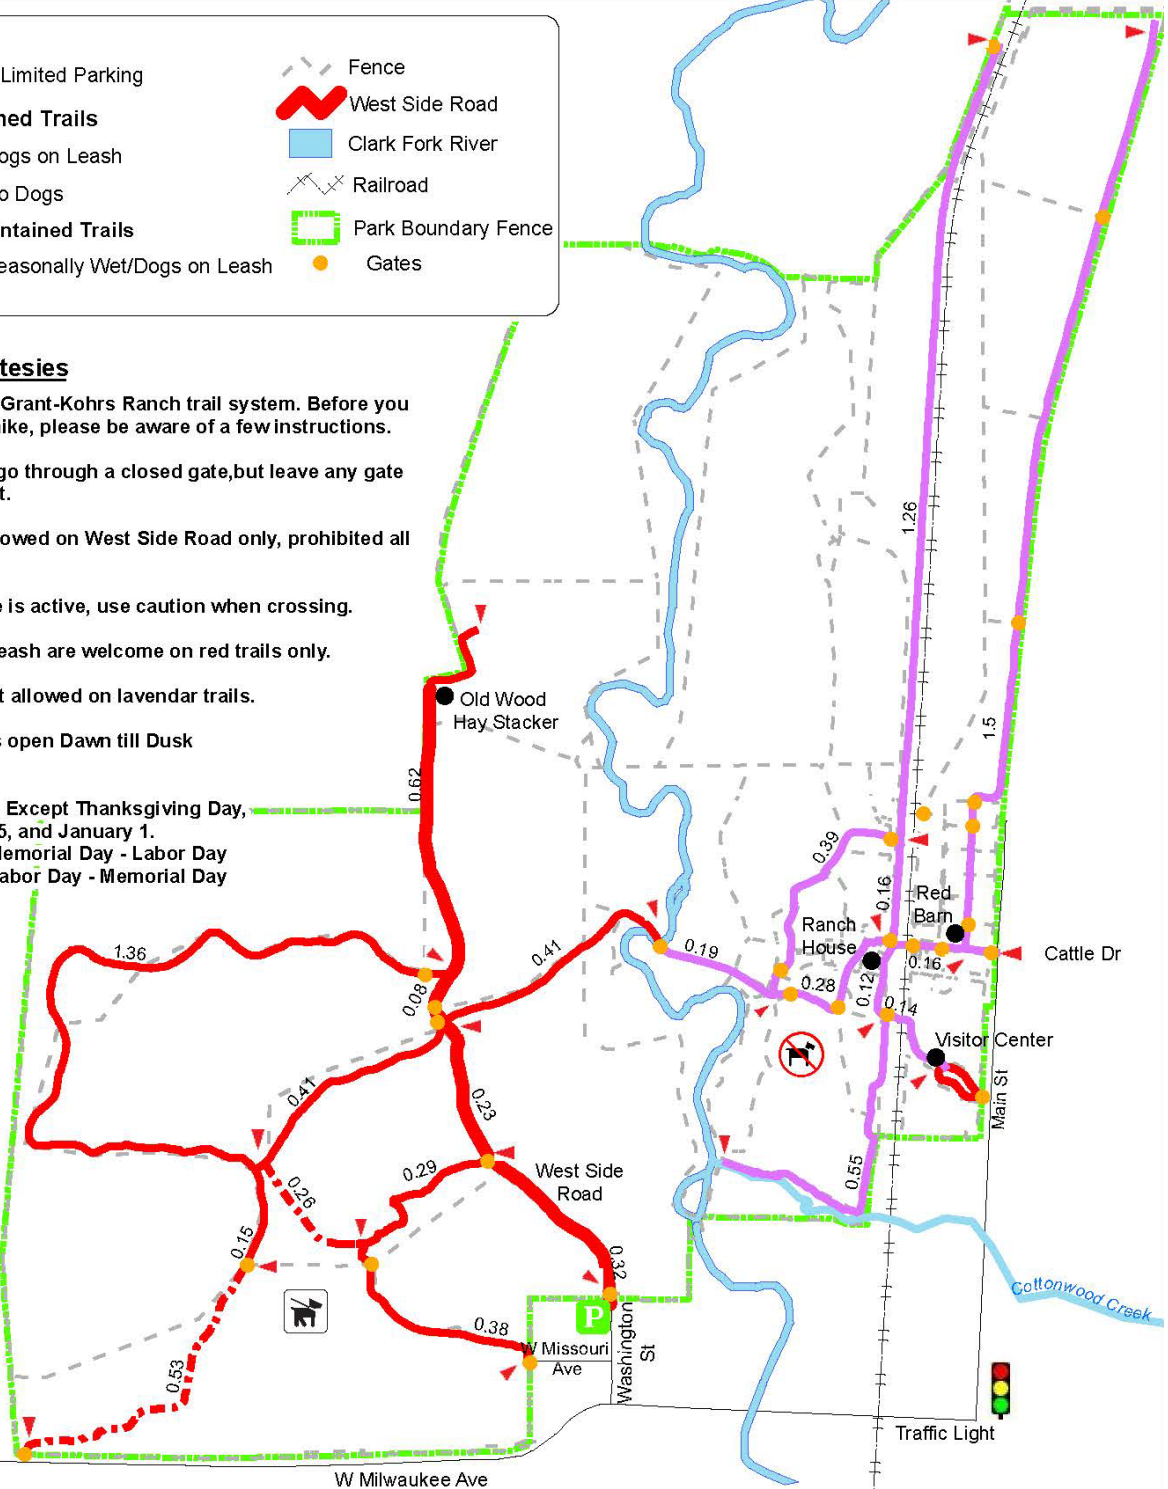 Limited Parking
ned Trails
ogs on Leash
o Dogs
ntained Trails
easonally Wet/Dogs on Leash
Fence
West Side Road
Clark Fork River
Railroad
Park Boundary Fence
Gates
tesies
Grant-Kohrs Ranch trail system. Before you
hike, please be aware of a few instructions.
go through a closed gate,but leave any gate
t.
lowed on West Side Road only, prohibited all
e is active, use caution when crossing.
eash are welcome on red trails only.
t allowed on lavendar trails.
s open Dawn till Dusk
Except Thanksgiving Day,
5, and January 1.
Memorial Day - Labor Day
abor Day - Memorial Day
1.26
1.5
Old Wood
Hay Stacker
0.62
0.39
0.16
Red
Barn
Ranch
House
1.36
0.41
0.19
0.16
Cattle Dr
0.08
0.28
0.12
0.14
Visitor Center
0.41
0.23
Main St
0.29
West Side
Road
0.26
0.55
0.15
0.32
Cottonwood Creek
P
0.38
W Missouri
Ave
Washington
St
0.53
Traffic Light
W Milwaukee Ave